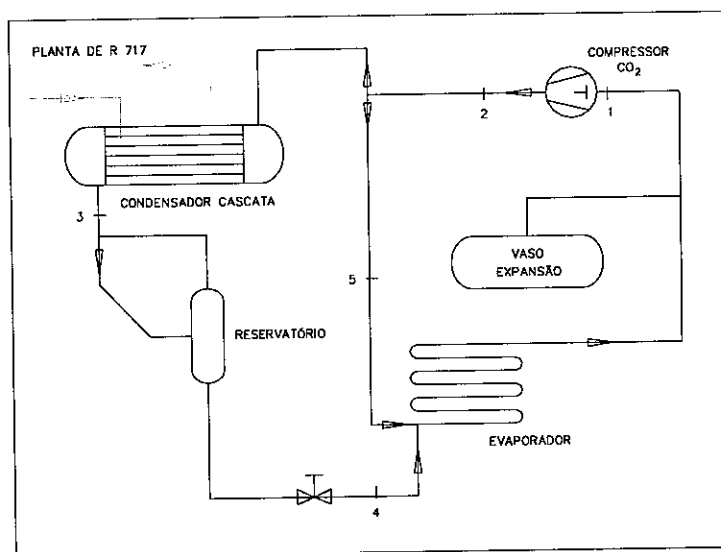 PLANTA DE R 717
COMPRESSOR
CO₂
2
1
CONDENSADOR CASCATA
3
VASO
EXPANSÃO
5
RESERVATÓRIO
EVAPORADOR
4